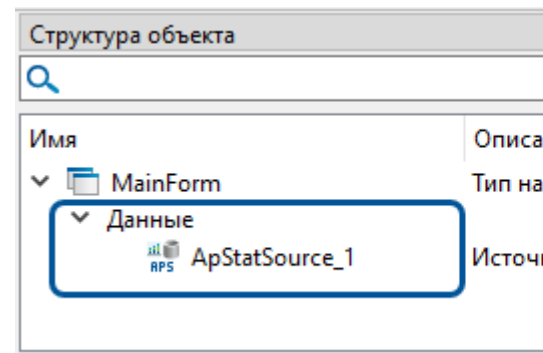 Структура объекта
Имя Описа
MainForm Тип на
Данные
APS ApStatSource_1 Источ